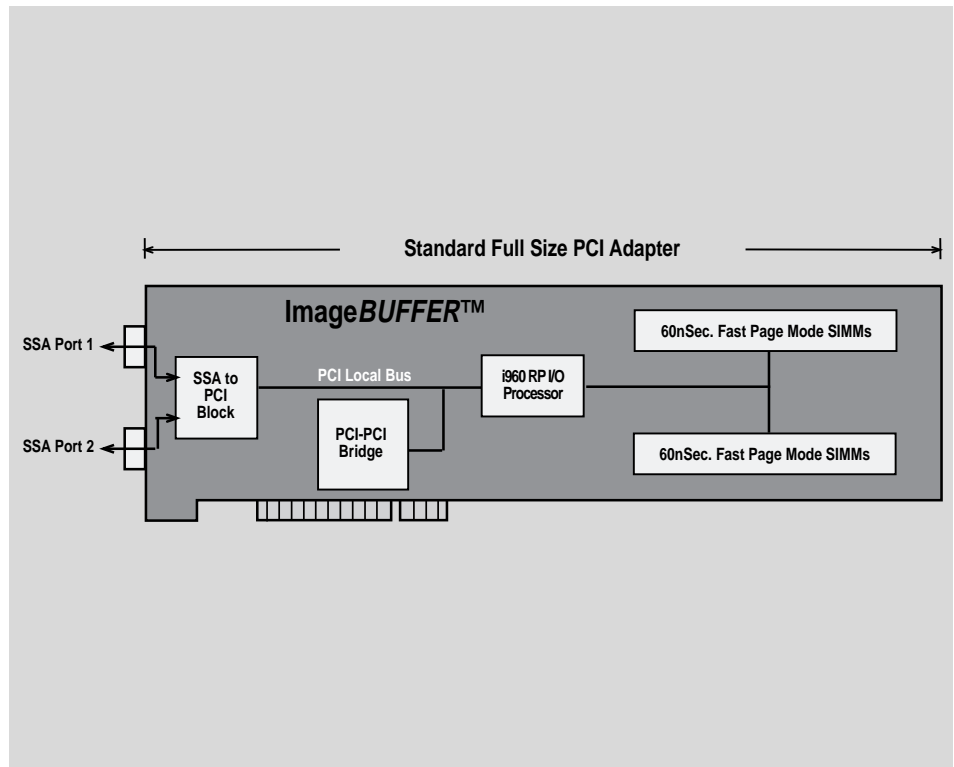 Standard Full Size PCI Adapter
ImageBUFFER™
SSA Port 1
SSA Port 2
SSA to
PCI
Block
PCI Local Bus
PCI-PCI
Bridge
i960 RP I/O
Processor
60nSec. Fast Page Mode SIMMs
60nSec. Fast Page Mode SIMMs